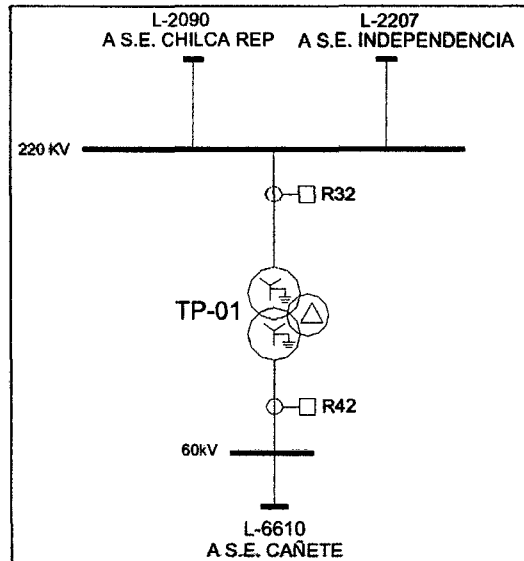 L-2090
A S.E. CHILCA REP
L-2207
A S.E. INDEPENDENCIA
220 KV
R32
TP-01
R42
60kV
L-6610
A S.E. CAÑETE